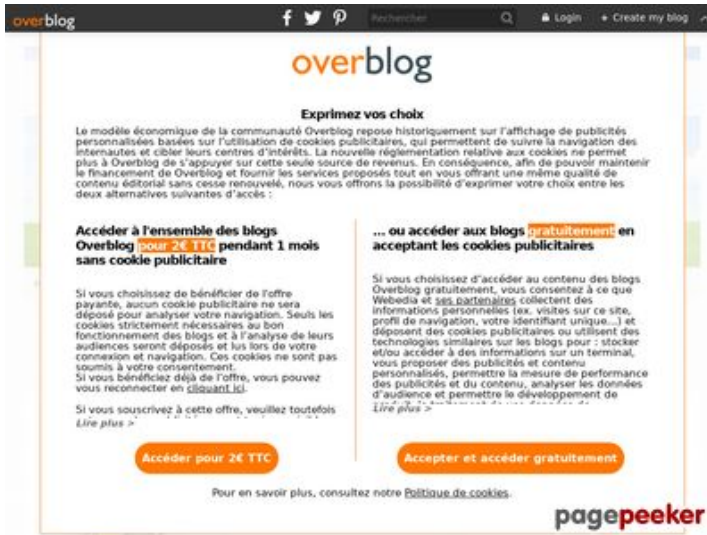 overblog
Rechercher
Login
+ Create my blog
overblog
Exprimez vos choix
Le modèle économique de la communauté Overblog repose historiquement sur l'affichage de publicités
personnalisées basées sur l'utilisation de cookies publicitaires, qui permettent de suivre la navigation des
internautes et cibler leurs centres d'intérêts. La nouvelle réglementation relative aux cookies ne permet
plus à Overblog de s'appuyer sur cette seule source de revenus. En conséquence, afin de pouvoir maintenir
le financement de Overblog et fournir les services proposés tout en vous offrant une même qualité de
contenu éditorial sans cesse renouvelé, nous vous offrons la possibilité d'exprimer votre choix entre les
deux alternatives suivantes d'accès :
Accéder à l'ensemble des blogs
Overblog pour 2€ TTC pendant 1 mois
sans cookie publicitaire
Si vous choisissez de bénéficier de l'offre
payante, aucun cookie publicitaire ne sera
déposé pour analyser votre navigation. Seuls les
cookies strictement nécessaires au bon
fonctionnement des blogs et à l'analyse de leurs
audiences seront déposés et lus lors de votre
connexion et navigation. Ces cookies ne sont pas
soumis à votre consentement.
Si vous bénéficiez déjà de l'offre, vous pouvez
vous reconnecter en cliquant ici.
Si vous souscrivez à cette offre, veuillez toutefois
Lire plus >
Accéder pour 2€ TTC
... ou accéder aux blogs gratuitement en
acceptant les cookies publicitaires
Si vous choisissez d'accéder au contenu des blogs
Overblog gratuitement, vous consentez à ce que
Webedia et ses partenaires collectent des
informations personnelles (ex. visites sur ce site,
profil de navigation, votre identifiant unique...) et
déposent des cookies publicitaires ou utilisent des
technologies similaires sur les blogs pour : stocker
et/ou accéder à des informations sur un terminal,
vous proposer des publicités et contenu
personnalisés, permettre la mesure de performance
des publicités et du contenu, analyser les données
d'audience et permettre le développement de
Lire plus >
Accepter et accéder gratuitement
Pour en savoir plus, consultez notre Politique de cookies.
pagepeeker